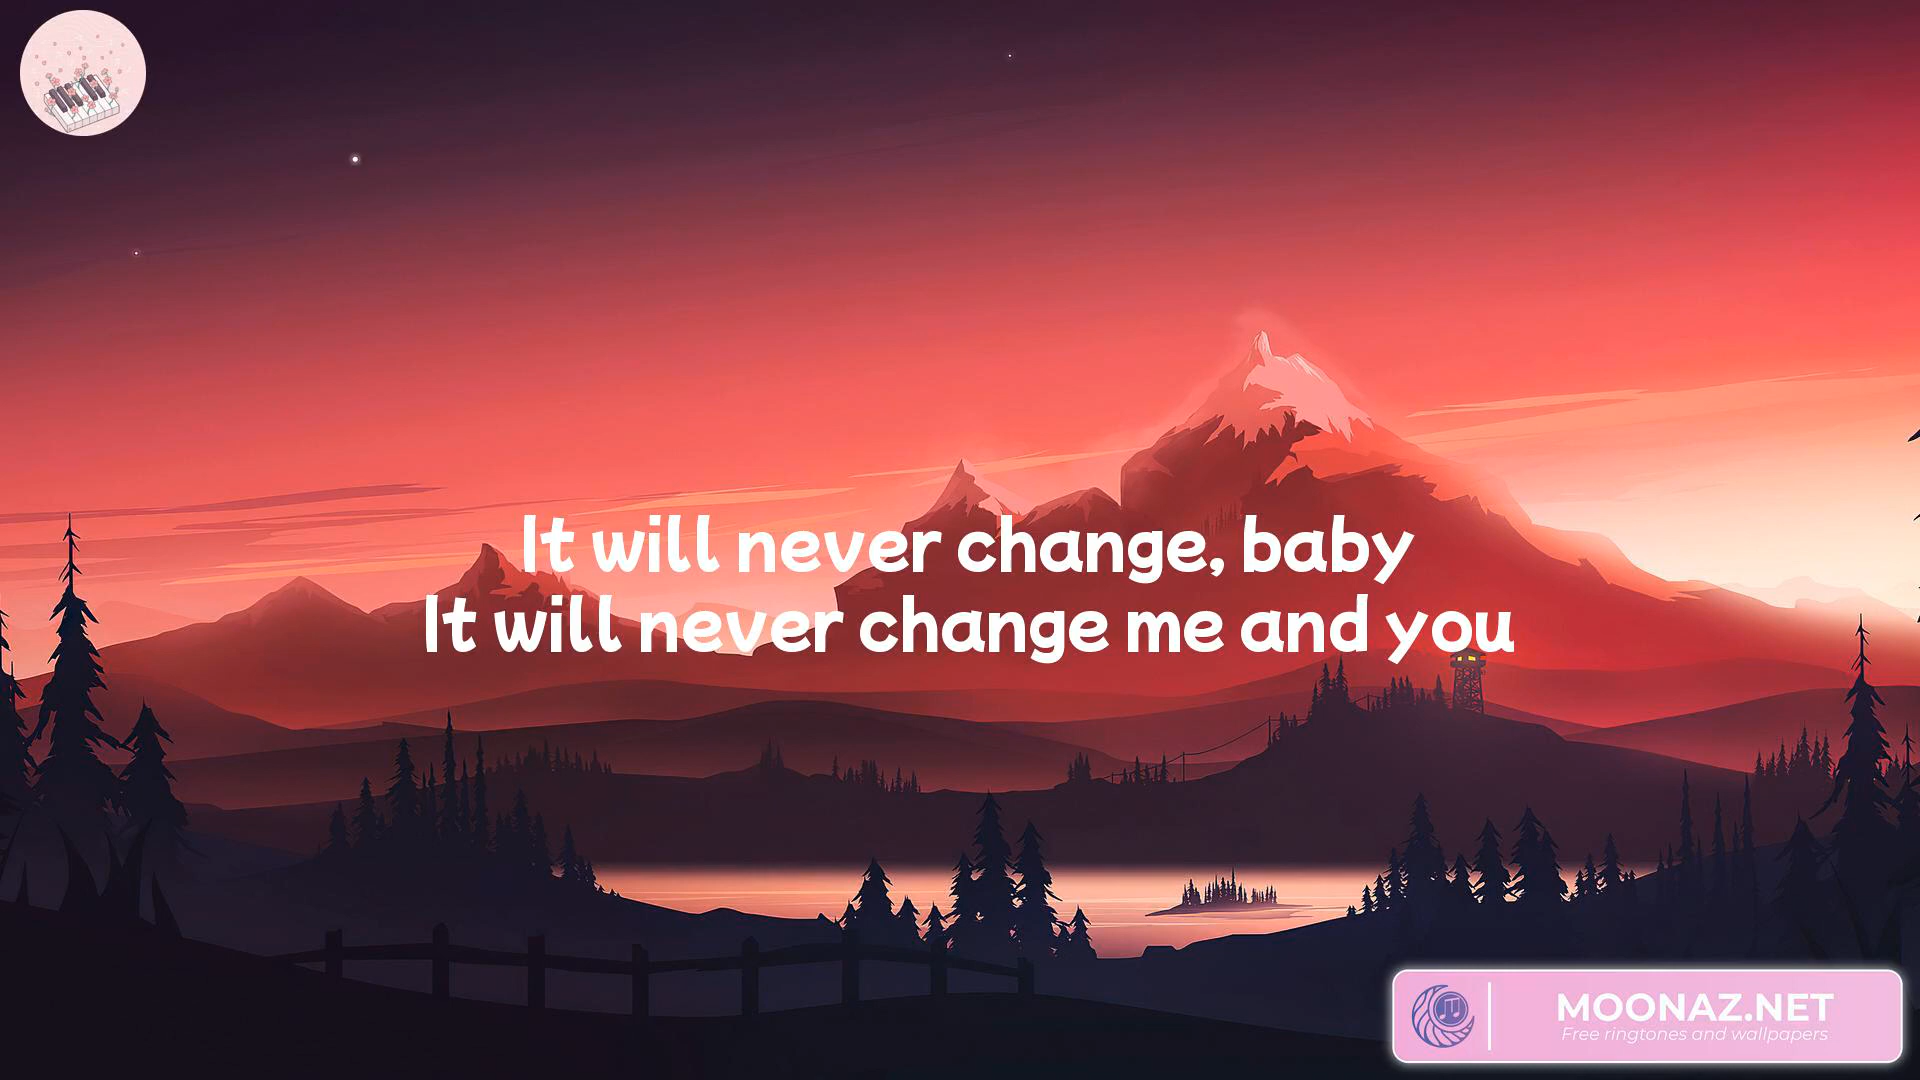 It will never change, baby
It will never change me and you
MOONAZ.NET
Free ringtones and wallpapers